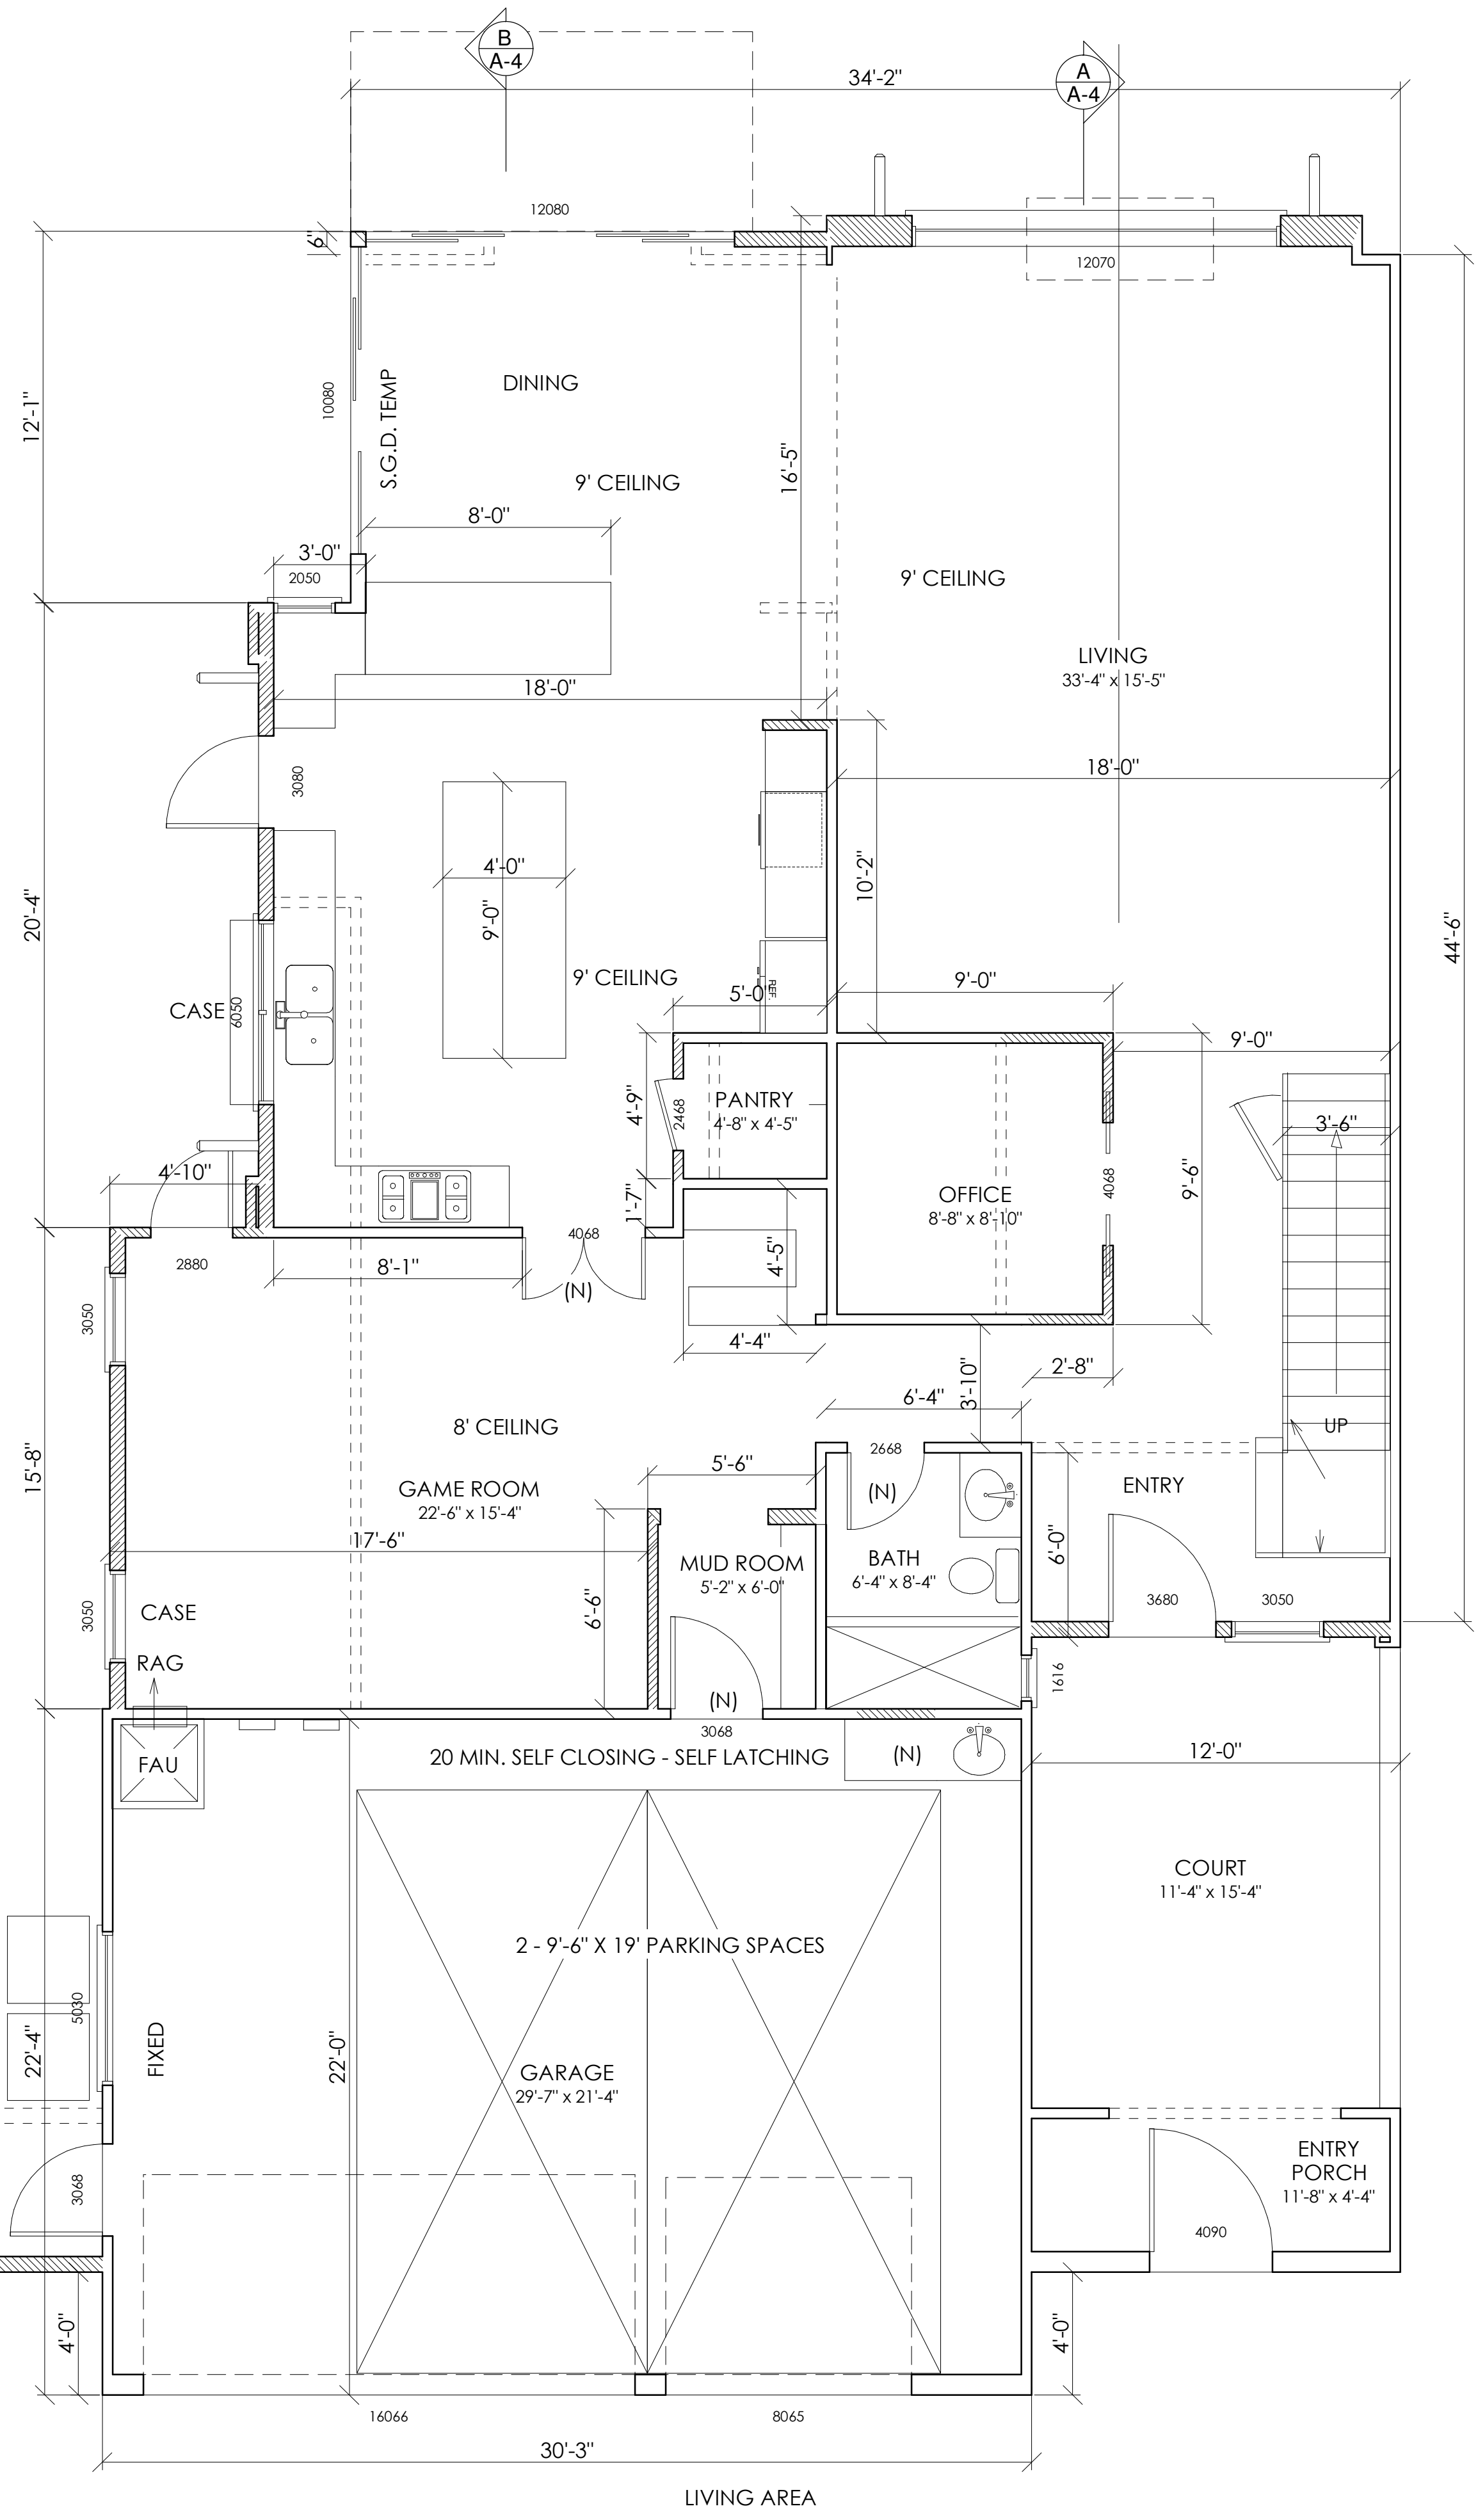 B
A-4
A
A-4
34'-2"
12080
6"
12070
12'-1"
10080
S.G.D. TEMP
DINING
16'-5"
9' CEILING
8'-0"
3'-0"
2050
9' CEILING
LIVING
33'-4" x 15'-5"
18'-0"
3080
18'-0"
4'-0"
9'-0"
10'-2"
20'-4"
44'-6"
9' CEILING
REF.
5'-0"
9'-0"
CASE
6050
9'-0"
4'-9"
2468
PANTRY
4'-8" x 4'-5"
3'-6"
4'-10"
1'-7"
OFFICE
8'-8" x 8'-10"
4068
9'-6"
4068
2880
8'-1"
(N)
4'-5"
3050
4'-4"
3'-10"
2'-8"
6'-4"
8' CEILING
UP
2668
15'-8"
5'-6"
GAME ROOM
22'-6" x 15'-4"
(N)
ENTRY
17'-6"
6'-0"
MUD ROOM
5'-2" x 6'-0"
BATH
6'-4" x 8'-4"
3050
CASE
6'-6"
3680
3050
RAG
1616
(N)
3068
FAU
20 MIN. SELF CLOSING - SELF LATCHING
(N)
12'-0"
COURT
11'-4" x 15'-4"
2 - 9'-6" X 19' PARKING SPACES
5030
22'-4"
FIXED
22'-0"
GARAGE
29'-7" x 21'-4"
3068
ENTRY
PORCH
11'-8" x 4'-4"
4090
4'-0"
4'-0"
16066
8065
30'-3"
LIVING AREA